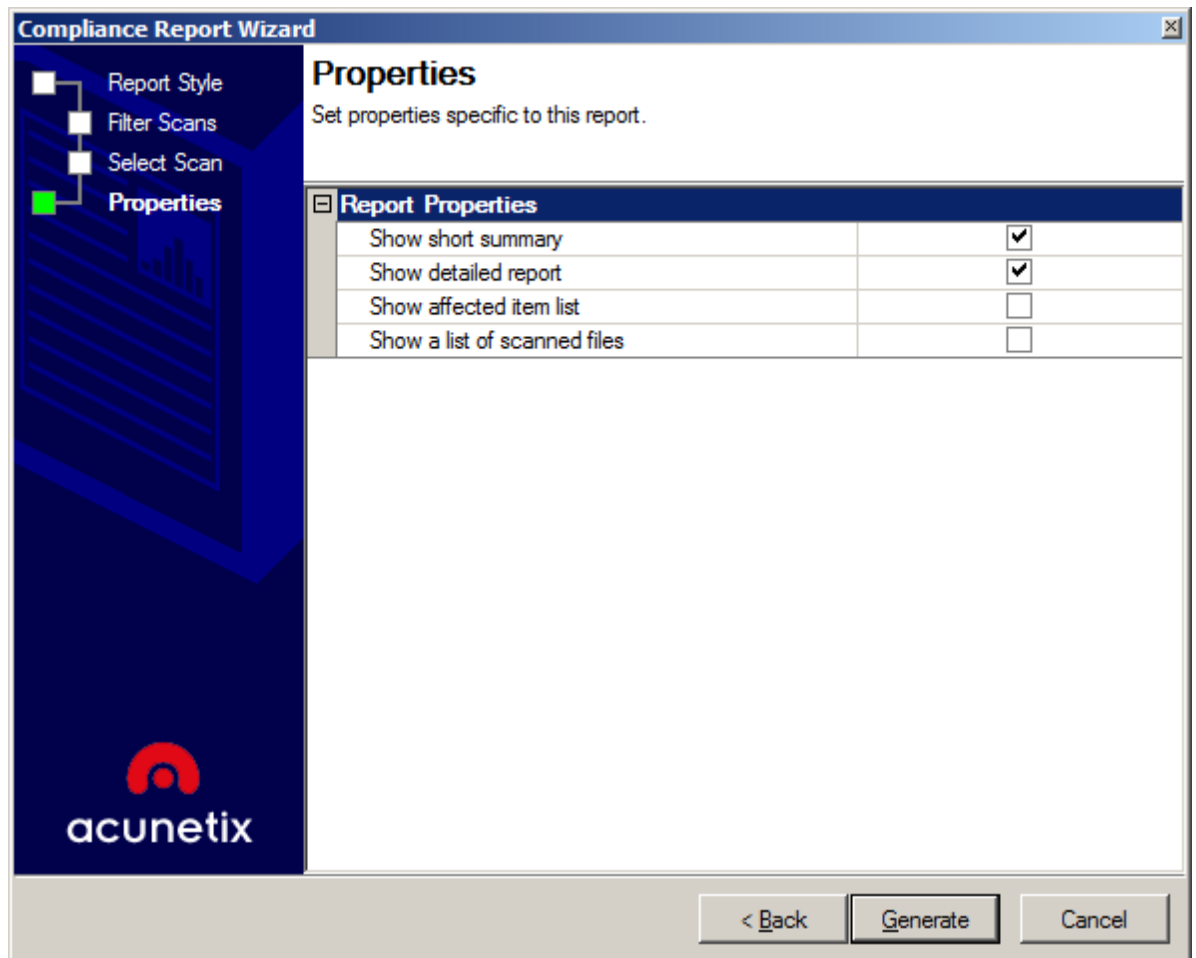 Compliance Report Wizard
Report Style
Filter Scans
Select Scan
Properties
Properties
Set properties specific to this report.
Report Properties
Show short summary
Show detailed report
Show affected item list
Show a list of scanned files
acunetix
< Back
Generate
Cancel